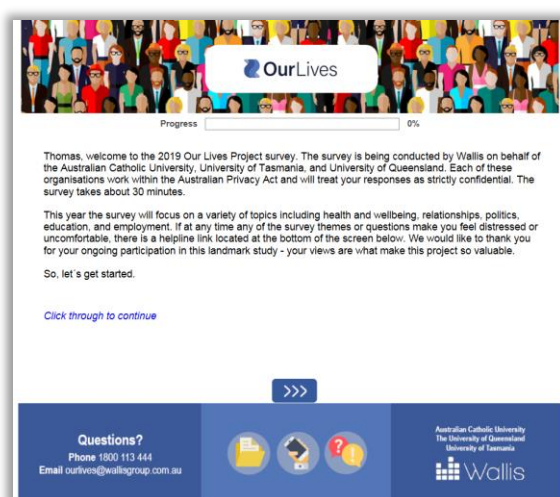 OurLives
Progress 0%
Thomas, welcome to the 2019 Our Lives Project survey. The survey is being conducted by Wallis on behalf of
the Australian Catholic University, University of Tasmania, and University of Queensland. Each of these
organisations work within the Australian Privacy Act and will treat your responses as strictly confidential. The
survey takes about 30 minutes.
This year the survey will focus on a variety of topics including health and wellbeing, relationships, politics,
education, and employment. If at any time any of the survey themes or questions make you feel distressed or
uncomfortable, there is a helpline link located at the bottom of the screen below. We would like to thank you
for your ongoing participation in this landmark study - your views are what make this project so valuable.
So, let`s get started.
Click through to continue
>>>
Questions?
Phone 1800 113 444
Email ourlives@wallisgroup.com.au
? !
Australian Catholic University
The University of Queensland
University of Tasmania
Wallis